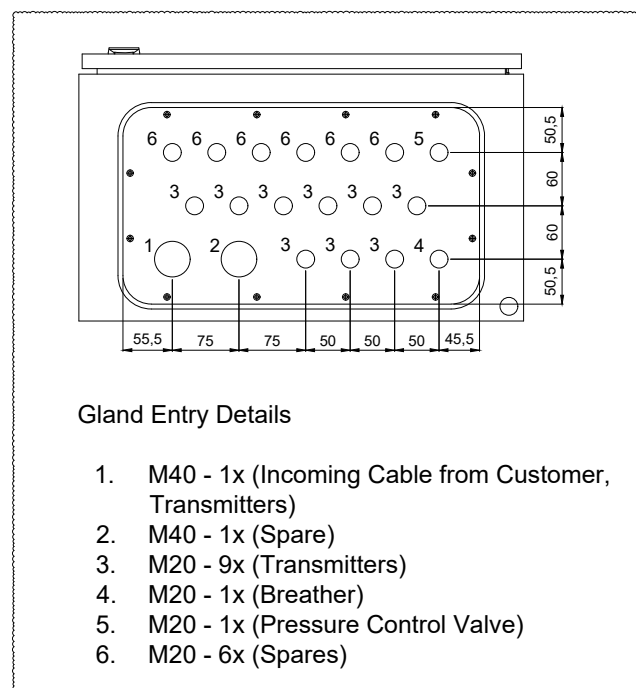 6 6 6 6 6 6 5
50,5
3 3 3 3 3 3
60
1 2 3 3 3 4
60
50,5
55,5 75 75 50 50 50 45,5
Gland Entry Details
1. M40 - 1x (Incoming Cable from Customer,
Transmitters)
2. M40 - 1x (Spare)
3. M20 - 9x (Transmitters)
4. M20 - 1x (Breather)
5. M20 - 1x (Pressure Control Valve)
6. M20 - 6x (Spares)